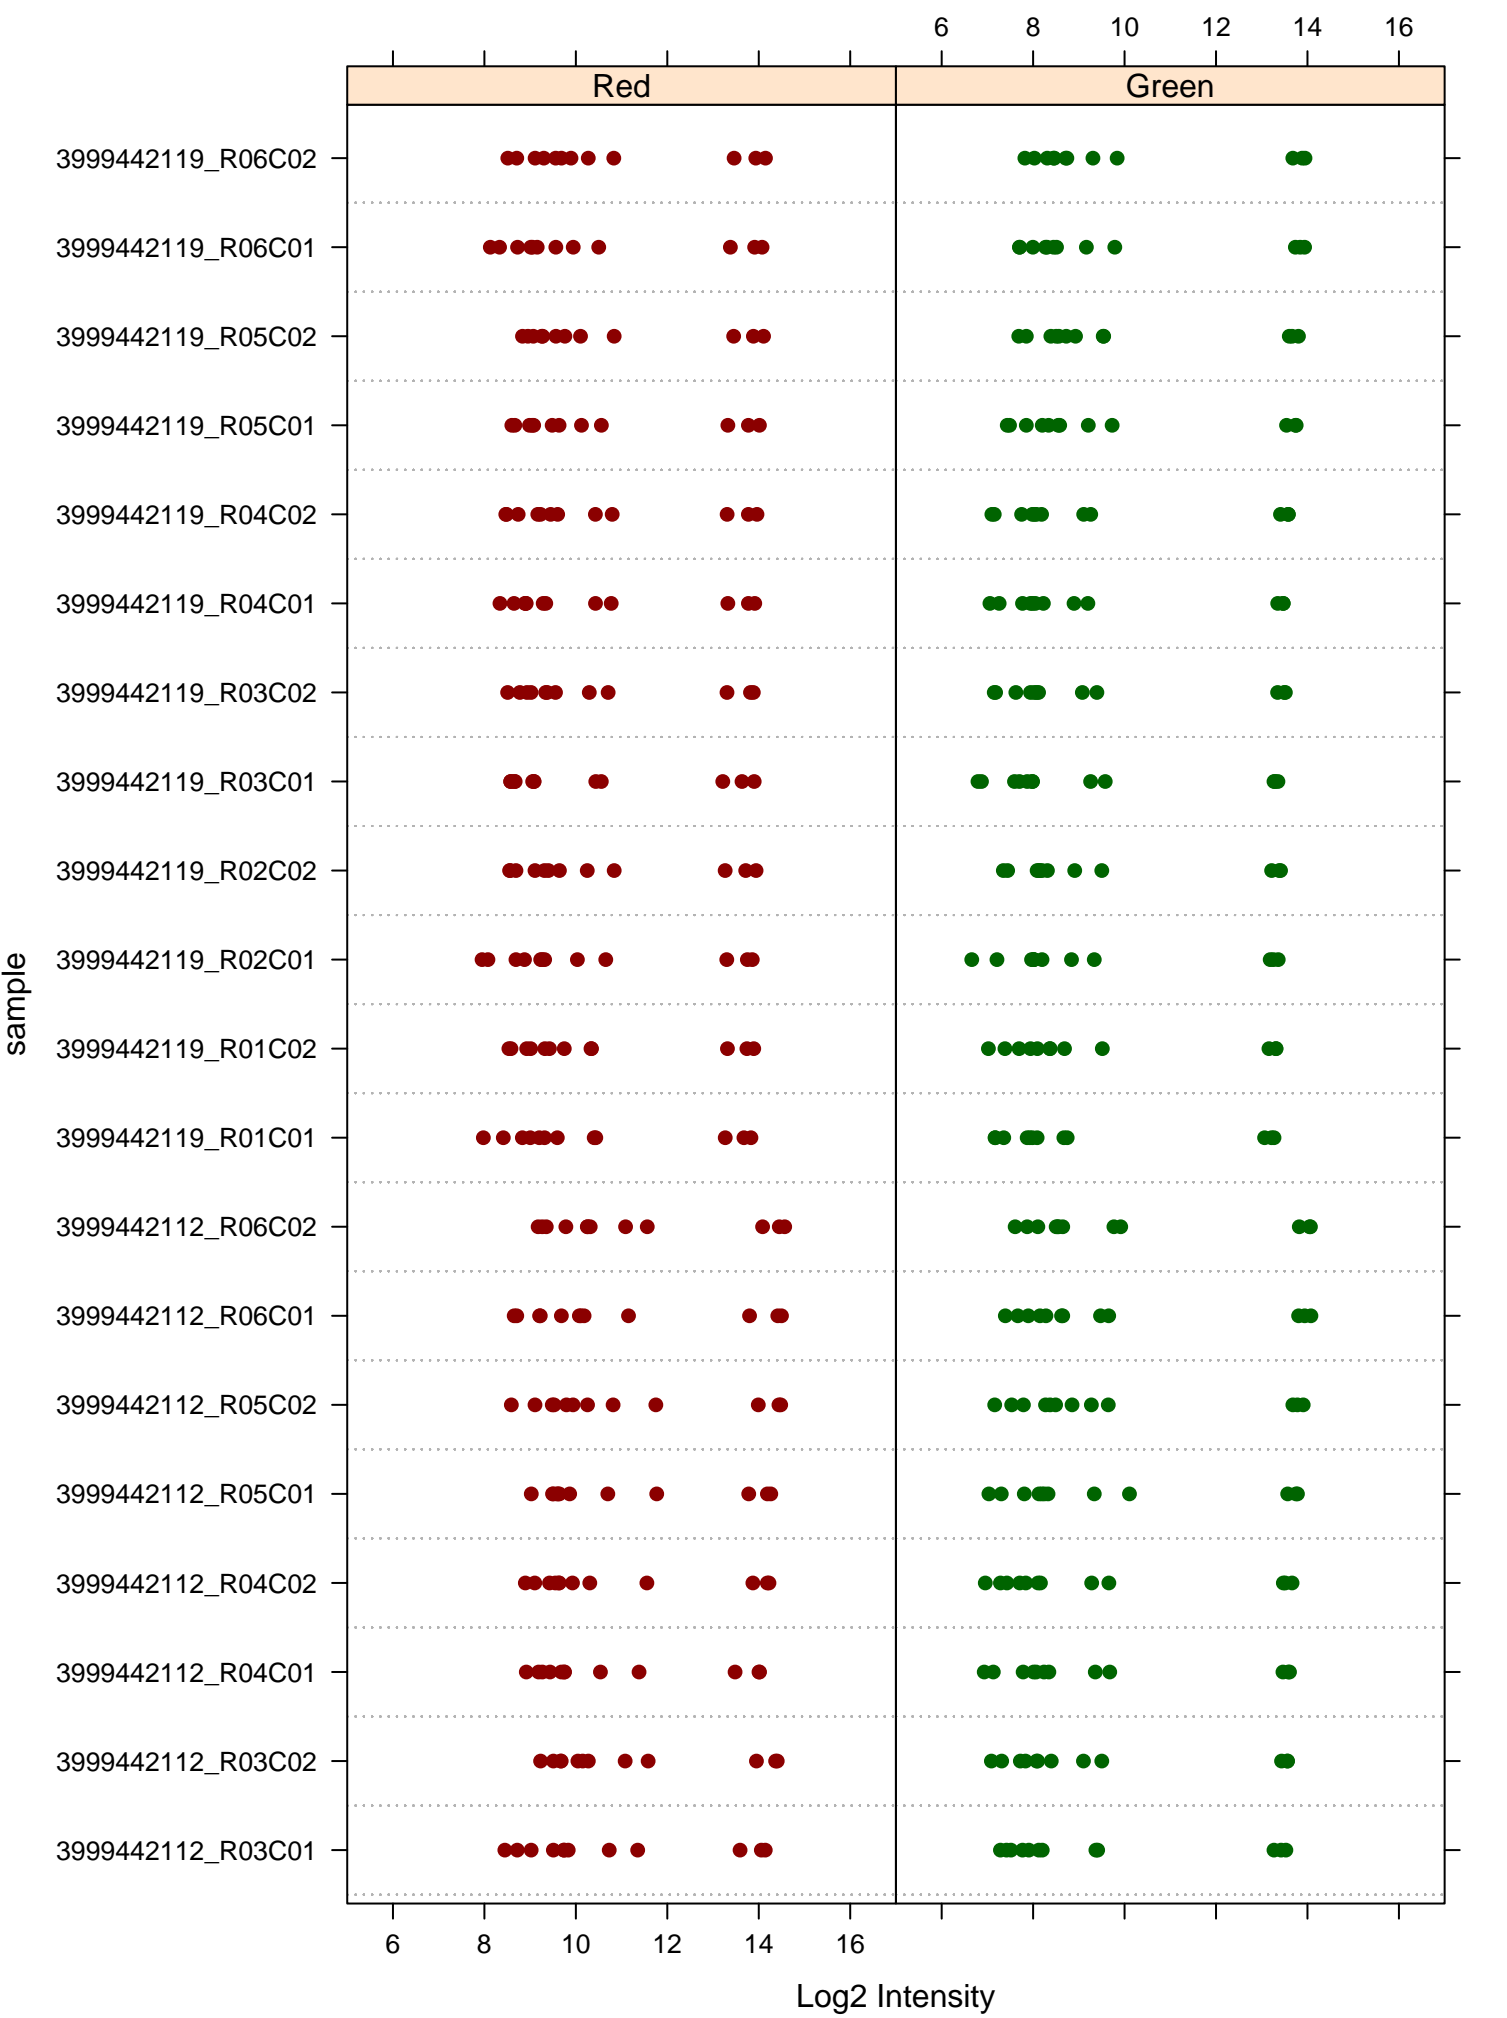 6 8 10 12 14 16
Red Green
3999442119_R06C02
3999442119_R06C01
3999442119_R05C02
3999442119_R05C01
3999442119_R04C02
3999442119_R04C01
3999442119_R03C02
3999442119_R03C01
3999442119_R02C02
3999442119_R02C01
sample
3999442119_R01C02
3999442119_R01C01
3999442112_R06C02
3999442112_R06C01
3999442112_R05C02
3999442112_R05C01
3999442112_R04C02
3999442112_R04C01
3999442112_R03C02
3999442112_R03C01
6 8 10 12 14 16
Log2 Intensity